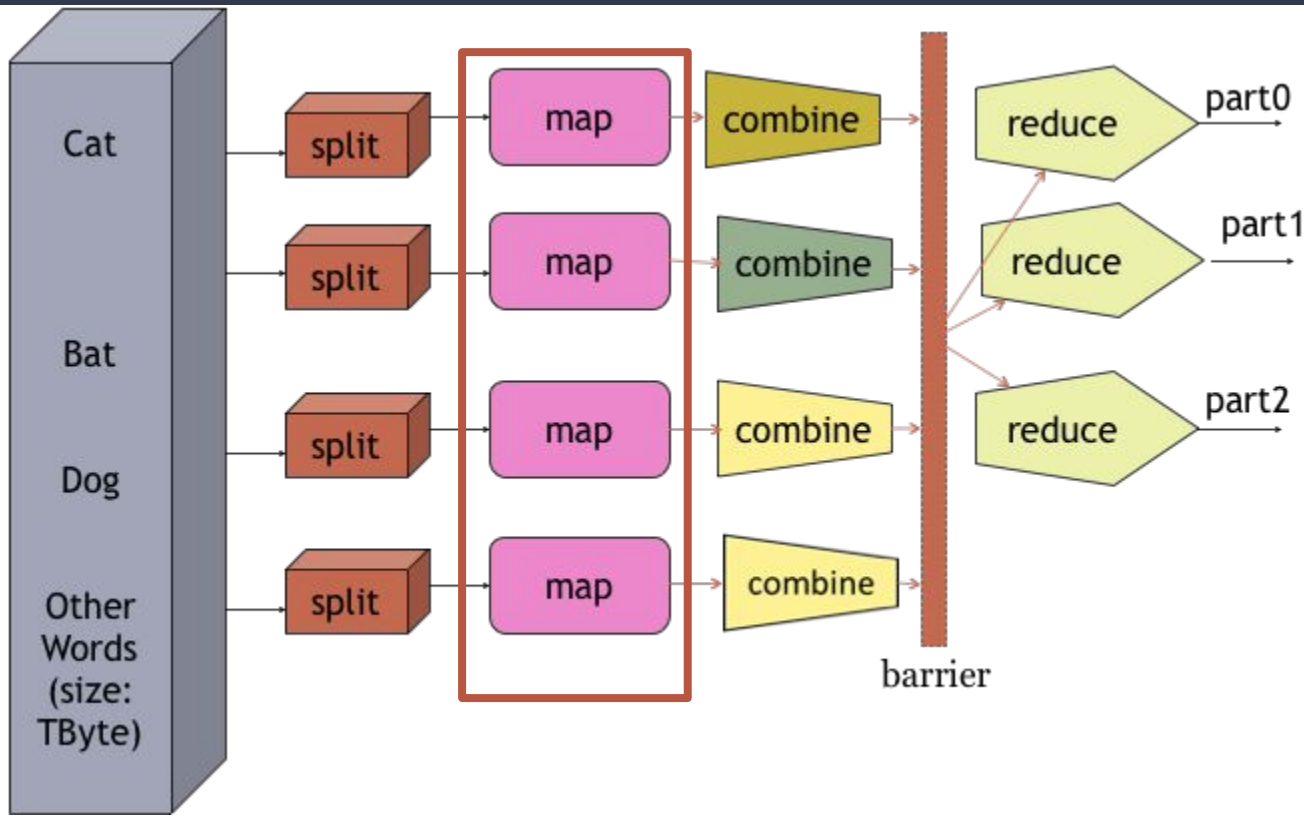 Cat
Bat
Dog
Other
Words
(size:
TByte)
split
map
combine
split
map
combine
split
map
combine
split
map
combine
barrier
reduce
part0
reduce
part1
reduce
part2